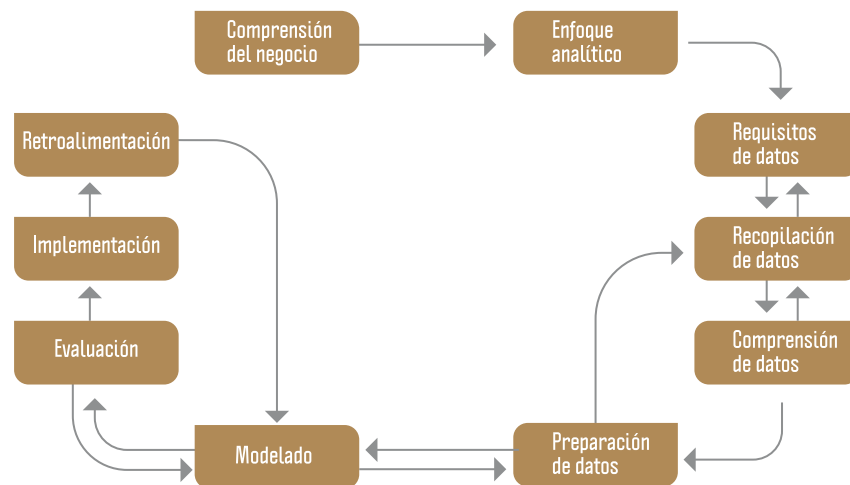 Comprensión
del negocio
Enfoque
analítico
Requisitos
de datos
Recopilación
de datos
Comprensión
de datos
Preparación
de datos
Modelado
Evaluación
Implementación
Retroalimentación